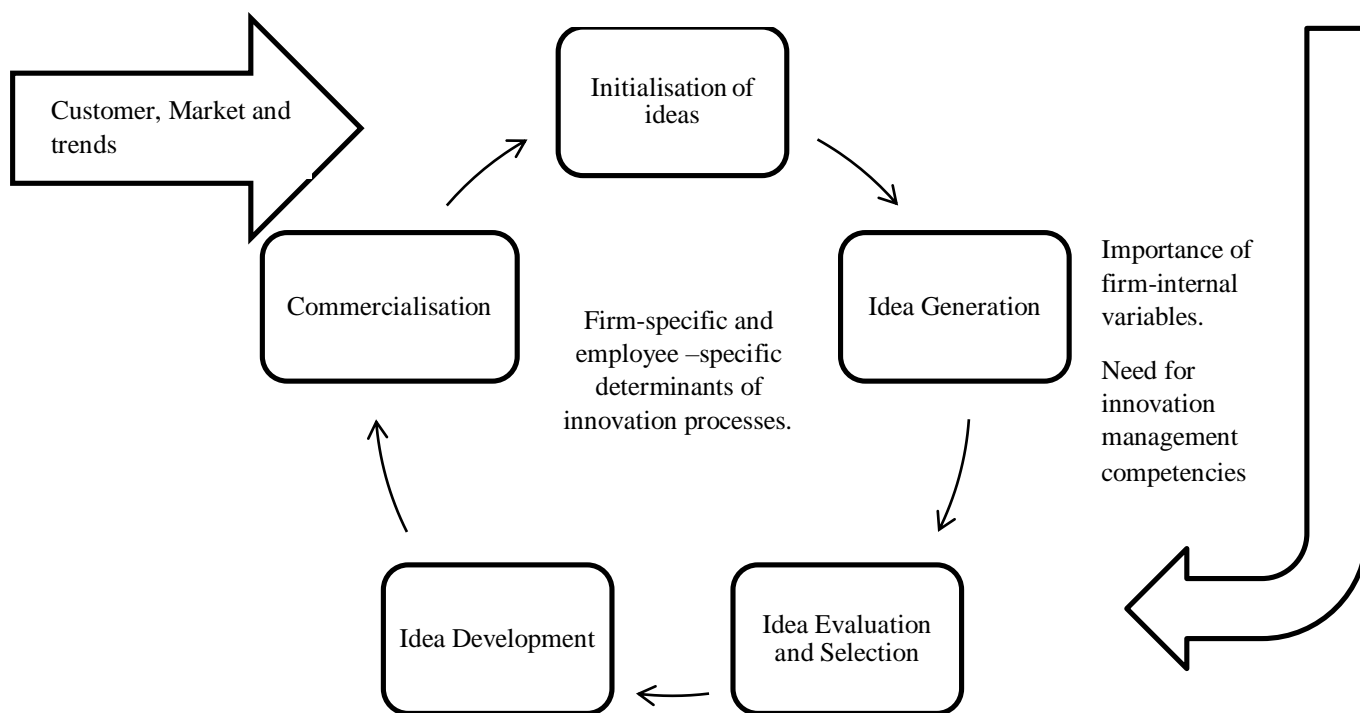 Customer, Market and
trends
Initialisation of
ideas
Commercialisation
Firm-specific and
employee –specific
determinants of
innovation processes.
Idea Generation
Importance of
firm-internal
variables.
Need for
innovation
management
competencies
Idea Development
Idea Evaluation
and Selection